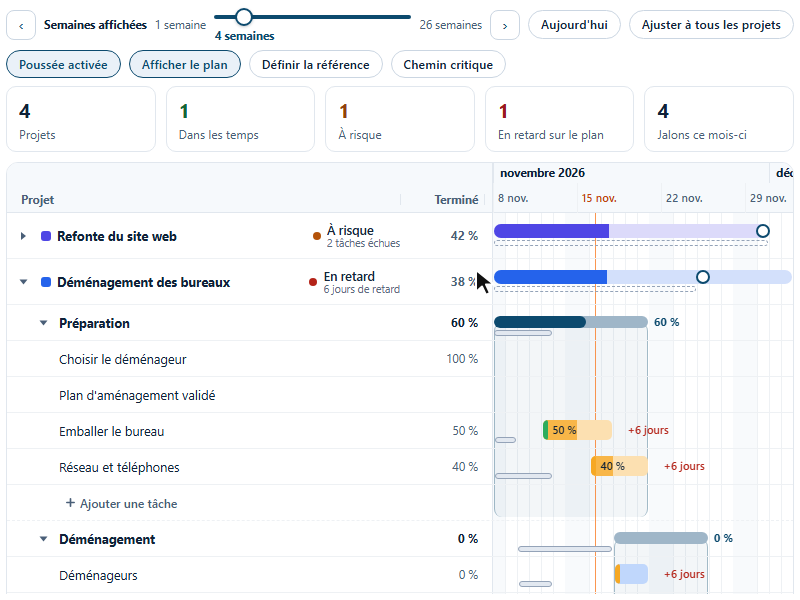 Semaines affichées 1 semaine 4 semaines 26 semaines Aujourd'hui Ajuster à tous les projets
Poussée activée Afficher le plan Définir la référence Chemin critique
4 1 1 1 4
Projets Dans les temps À risque En retard sur le plan Jalons ce mois-ci
novembre 2026
Projet Terminé 8 nov. 15 nov. 22 nov. 29 nov.
Refonte du site web À risque 42 %
2 tâches échues
Déménagement des bureaux En retard 38 %
6 jours de retard
Préparation 60 % 60 %
Choisir le déménageur 100 %
Plan d'aménagement validé
Emballer le bureau 50 % 50 % +6 jours
Réseau et téléphones 40 % 40 % +6 jours
+ Ajouter une tâche
Déménagement 0 % 0 %
Déménageurs 0 % +6 jours